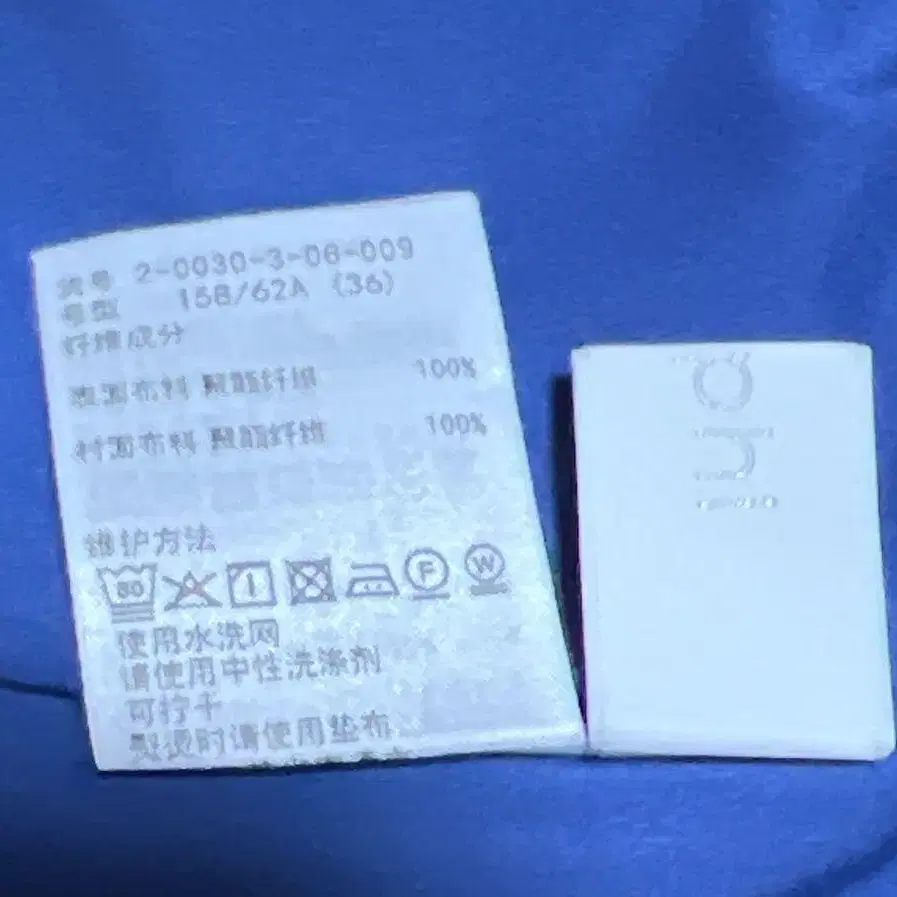 货号 2-0030-3-08-009
号型 158/62A (36)
纤维成分
表面布料 聚酯纤维 100%
衬面布料 聚酯纤维 100%
维护方法
F
W
使用水洗网
请使用中性洗涤剂
可拧干
熨烫时请使用垫布